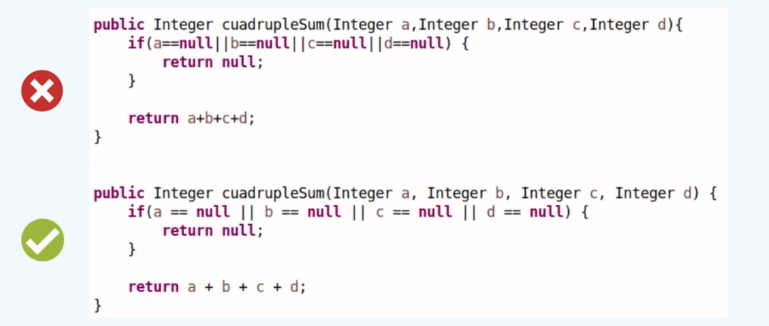 public Integer cuadrupleSum(Integer a,Integer b,Integer c,Integer d){
    if(a==null||b==null||c==null||d==null) {
        return null;
    }

    return a+b+c+d;
}

public Integer cuadrupleSum(Integer a, Integer b, Integer c, Integer d) {
    if(a == null || b == null || c == null || d == null) {
        return null;
    }

    return a + b + c + d;
}